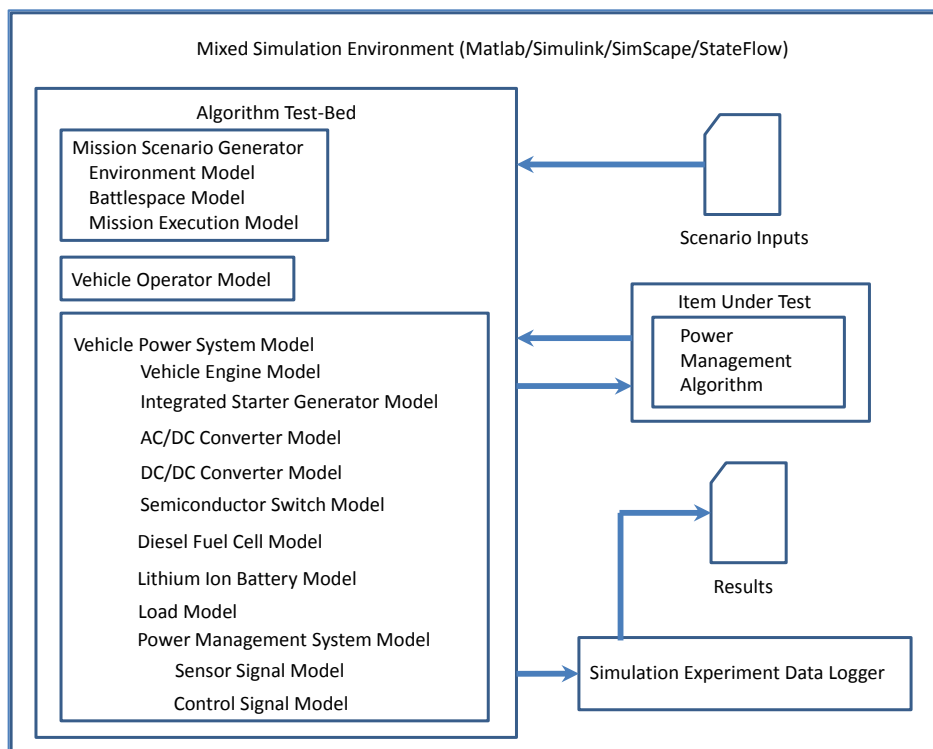 Mixed Simulation Environment (Matlab/Simulink/SimScape/StateFlow)
Algorithm Test-Bed
Mission Scenario Generator
Environment Model
Battlespace Model
Mission Execution Model
Vehicle Operator Model
Vehicle Power System Model
Vehicle Engine Model
Integrated Starter Generator Model
AC/DC Converter Model
DC/DC Converter Model
Semiconductor Switch Model
Diesel Fuel Cell Model
Lithium Ion Battery Model
Load Model
Power Management System Model
Sensor Signal Model
Control Signal Model
Scenario Inputs
Item Under Test
Power
Management
Algorithm
Results
Simulation Experiment Data Logger